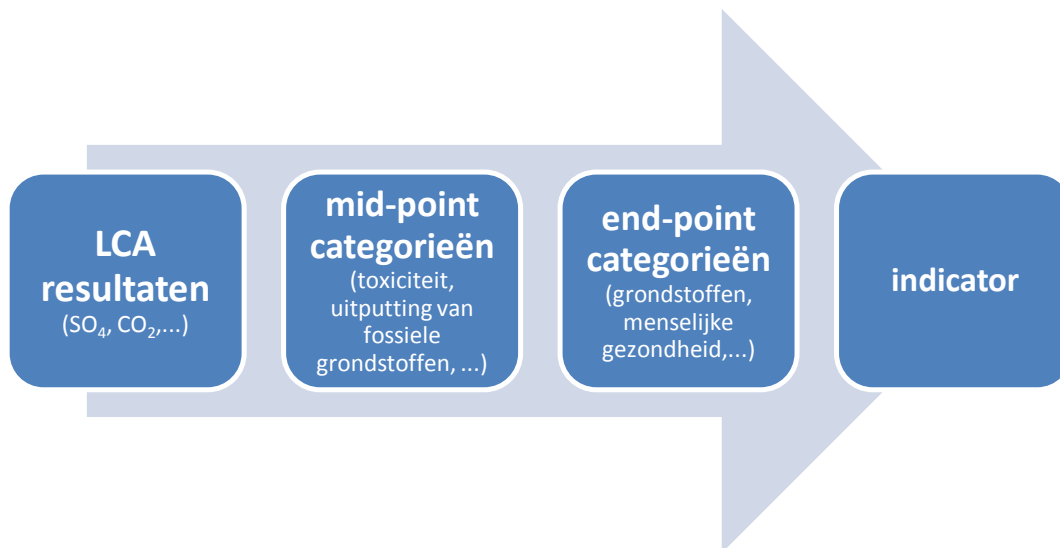 LCA
resultaten
(SO₄, CO₂,...)
mid-point
categorieën
(toxiciteit,
uitputting van
fossiele
grondstoffen, ...)
end-point
categorieën
(grondstoffen,
menselijke
gezondheid,...)
indicator